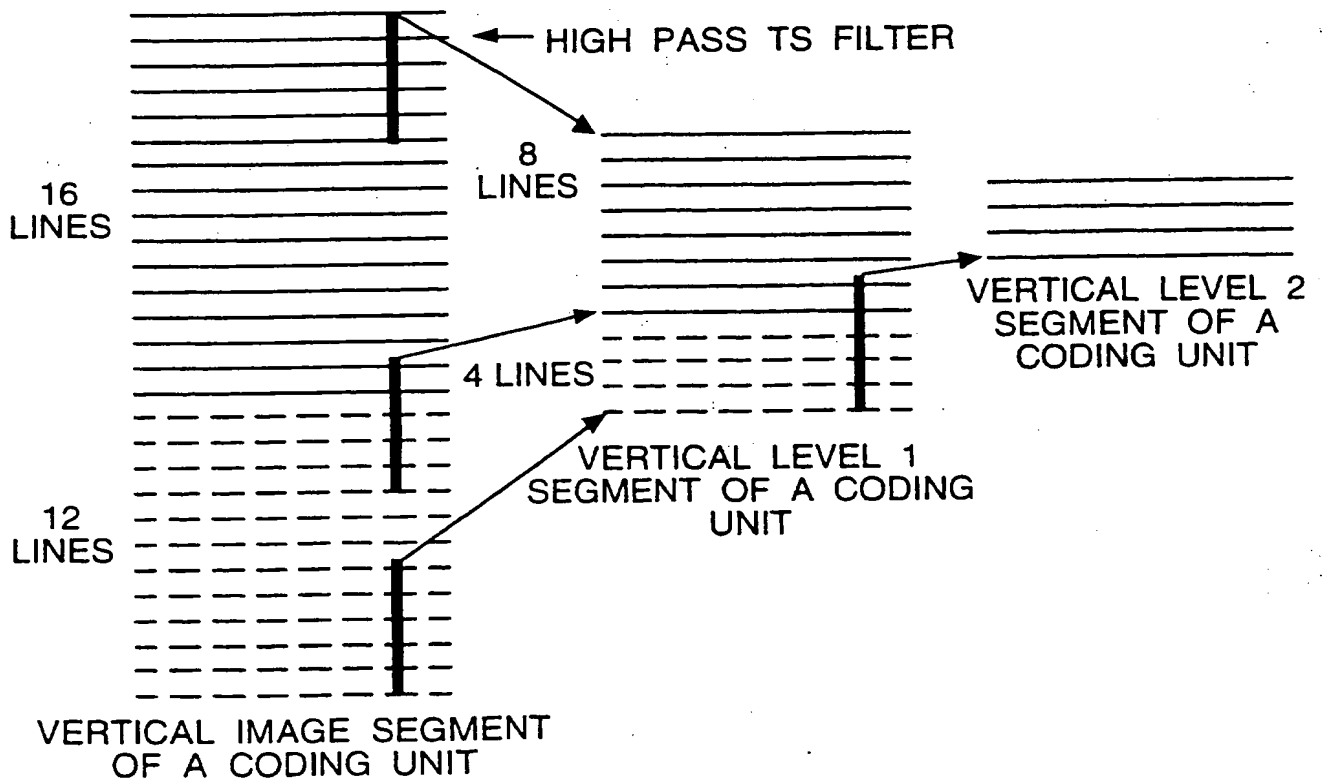 HIGH PASS TS FILTER
16
LINES
8
LINES
4 LINES
12
LINES
VERTICAL LEVEL 2
SEGMENT OF A
CODING UNIT
VERTICAL LEVEL 1
SEGMENT OF A CODING
UNIT
VERTICAL IMAGE SEGMENT
OF A CODING UNIT